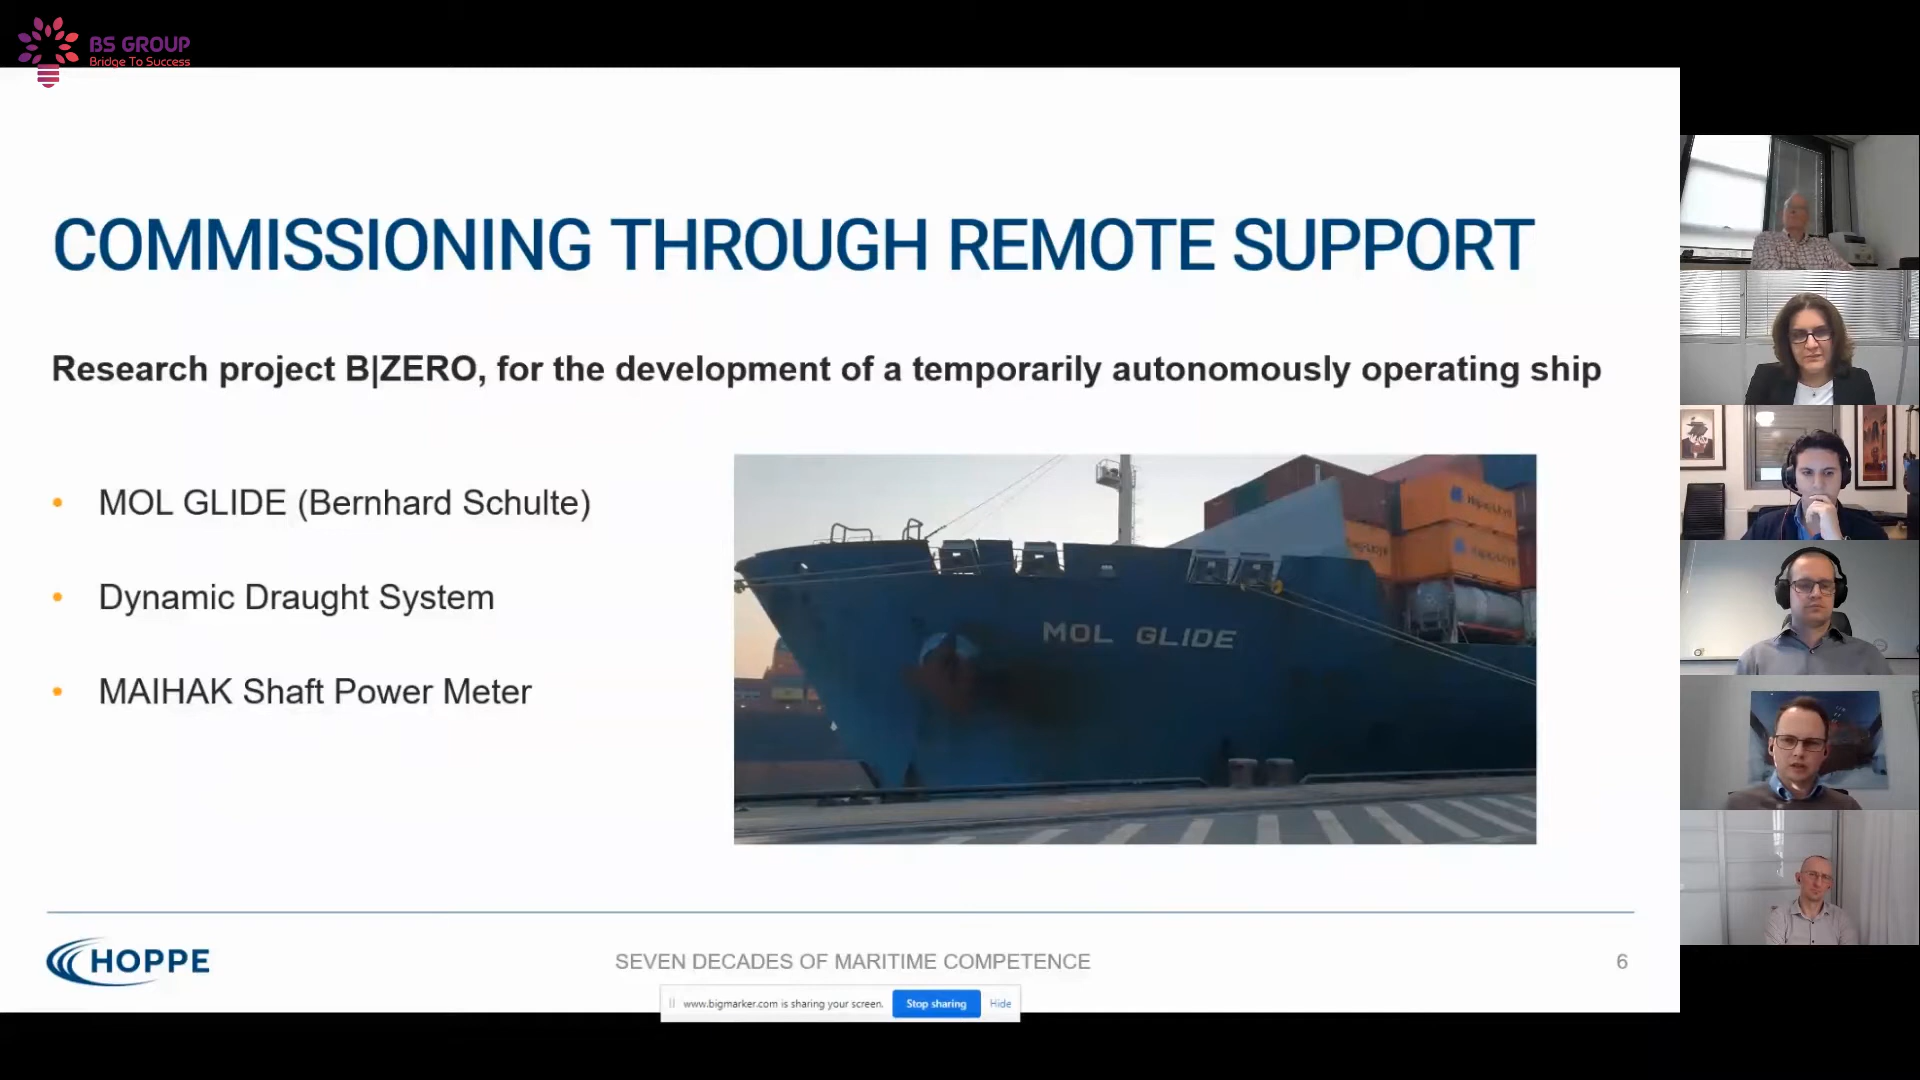 BS GROUP
Bridge To Success
COMMISSIONING THROUGH REMOTE SUPPORT
Research project B|ZERO, for the development of a temporarily autonomously operating ship
• MOL GLIDE (Bernhard Schulte)
• Dynamic Draught System
• MAIHAK Shaft Power Meter
MOL GLIDE
HOPPE
SEVEN DECADES OF MARITIME COMPETENCE
6
www.bigmarker.com is sharing your screen.
Stop sharing
Hide